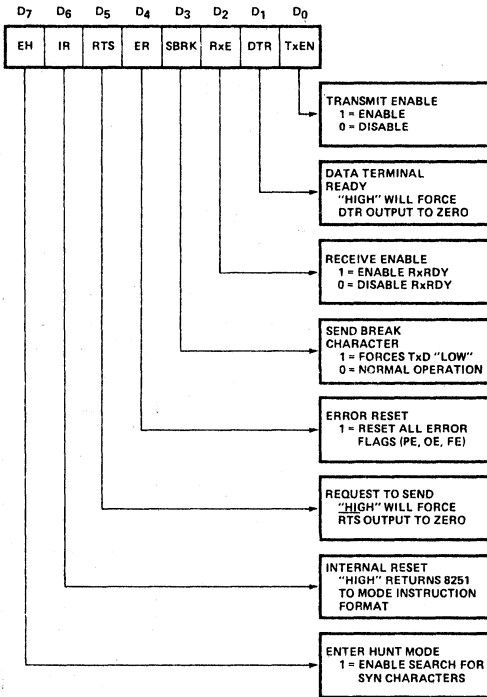 D7 D6 D5 D4 D3 D2 D1 D0
EH IR RTS ER SBRK RxE DTR TxEN
TRANSMIT ENABLE
1 = ENABLE
0 = DISABLE
DATA TERMINAL
READY
"HIGH" WILL FORCE
DTR OUTPUT TO ZERO
RECEIVE ENABLE
1 = ENABLE RxRDY
0 = DISABLE RxRDY
SEND BREAK
CHARACTER
1 = FORCES TxD "LOW"
0 = NORMAL OPERATION
ERROR RESET
1 = RESET ALL ERROR
FLAGS (PE, OE, FE)
REQUEST TO SEND
"HIGH" WILL FORCE
RTS OUTPUT TO ZERO
INTERNAL RESET
"HIGH" RETURNS 8251
TO MODE INSTRUCTION
FORMAT
ENTER HUNT MODE
1 = ENABLE SEARCH FOR
SYN CHARACTERS